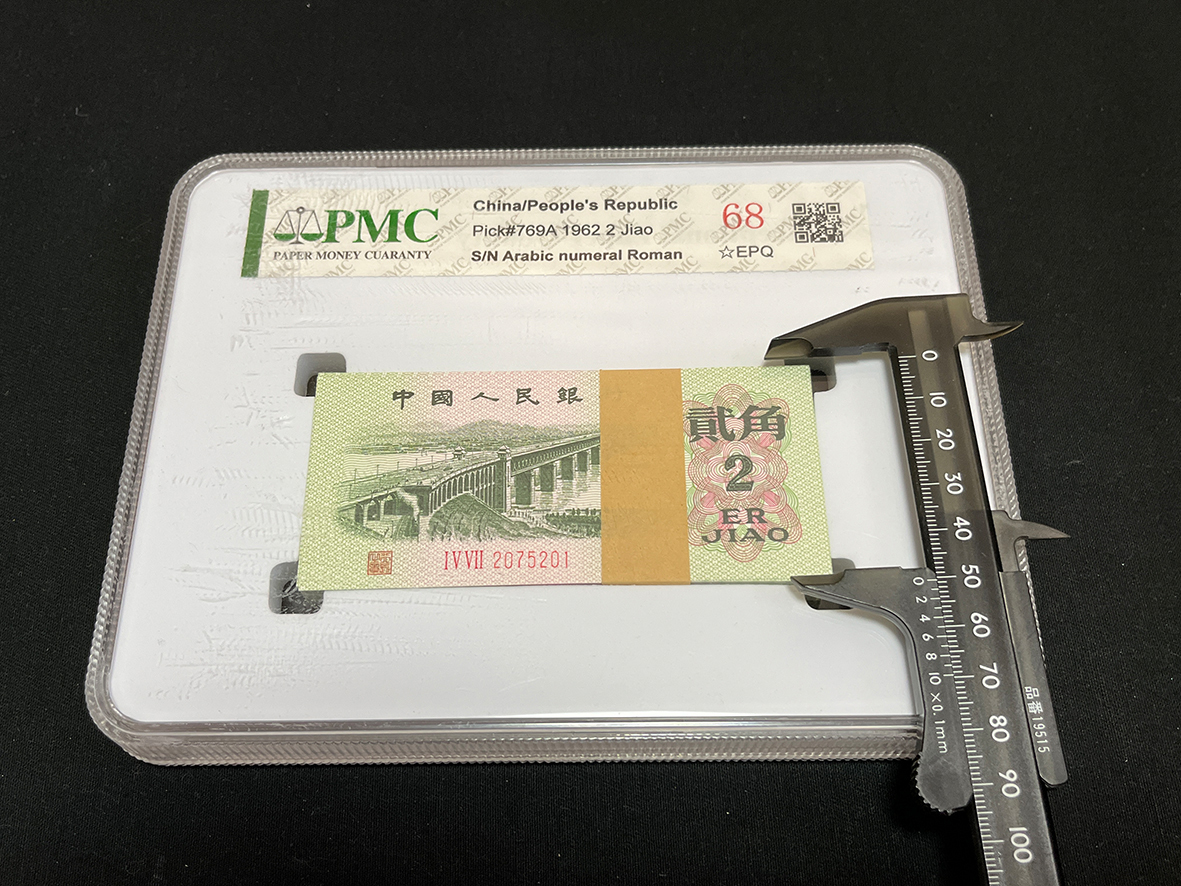 PMC
PAPER MONEY CUARANTY
China/People's Republic
Pick#769A 1962 2 Jiao
S/N Arabic numeral Roman
68
☆EPQ
中國人民銀
貳角
2
ER
JIAO
IVVII 2075201
0
10
20
30
40
50
60
70
80
90
100
0 2 4 6 8 10×0.1mm
品番19515